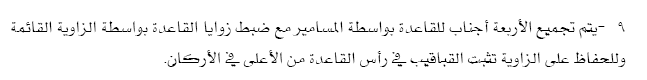 ٩ -يتم تجميع الأربعة أجناب للقاعدة بواسطة المسامير مع ضبط زوايا القاعدة بواسطة الزاوية القائمة
وللحفاظ على الزاوية تثبت القباقيب في رأس القاعدة من الأعلى في الأركان.